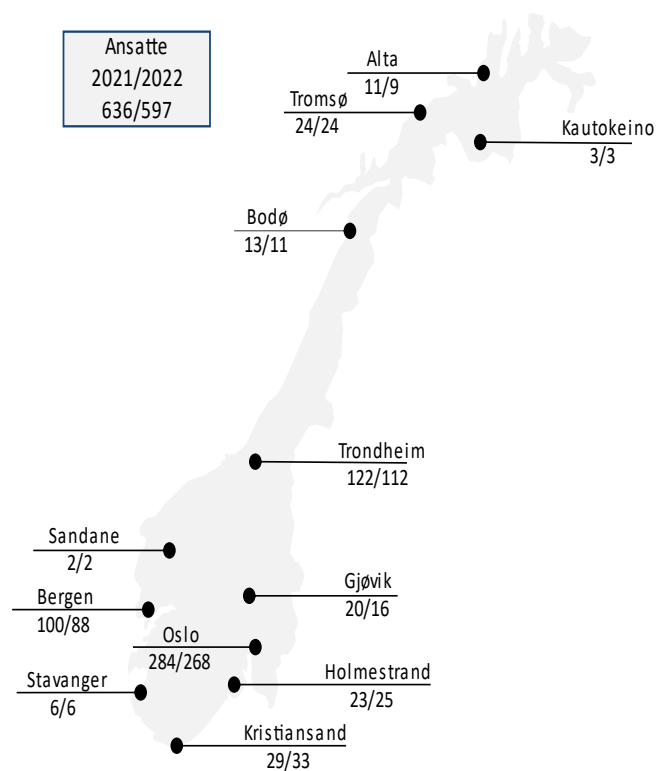 Ansatte
2021/2022
636/597
Alta
11/9
Tromsø
24/24
Kautokeino
3/3
Bodø
13/11
Trondheim
122/112
Sandane
2/2
Gjøvik
20/16
Bergen
100/88
Oslo
284/268
Holmestrand
23/25
Stavanger
6/6
Kristiansand
29/33